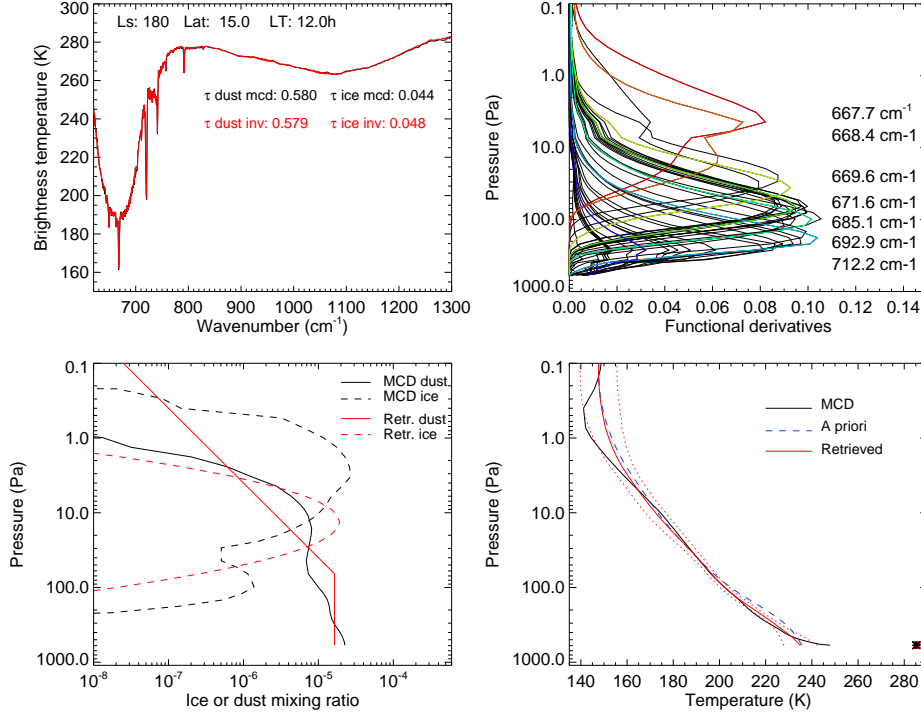 Ls: 180 Lat: 15.0 LT: 12.0h
300
280
260
240
220
200
180
160
Brightness temperature (K)
τ dust mcd: 0.580 τ ice mcd: 0.044
τ dust inv: 0.579 τ ice inv: 0.048
700 800 900 1000 1100 1200 1300
Wavenumber (cm-1)
0.1
1.0
10.0
100.0
1000.0
Pressure (Pa)
667.7 cm-1
668.4 cm-1
669.6 cm-1
671.6 cm-1
685.1 cm-1
692.9 cm-1
712.2 cm-1
0.00 0.02 0.04 0.06 0.08 0.10 0.12 0.14
Functional derivatives
0.1
1.0
10.0
100.0
1000.0
Pressure (Pa)
MCD dust
MCD ice
Retr. dust
Retr. ice
10-8 10-7 10-6 10-5 10-4
Ice or dust mixing ratio
0.1
1.0
10.0
100.0
1000.0
Pressure (Pa)
MCD
A priori
Retrieved
140 160 180 200 220 240 260 280
Temperature (K)